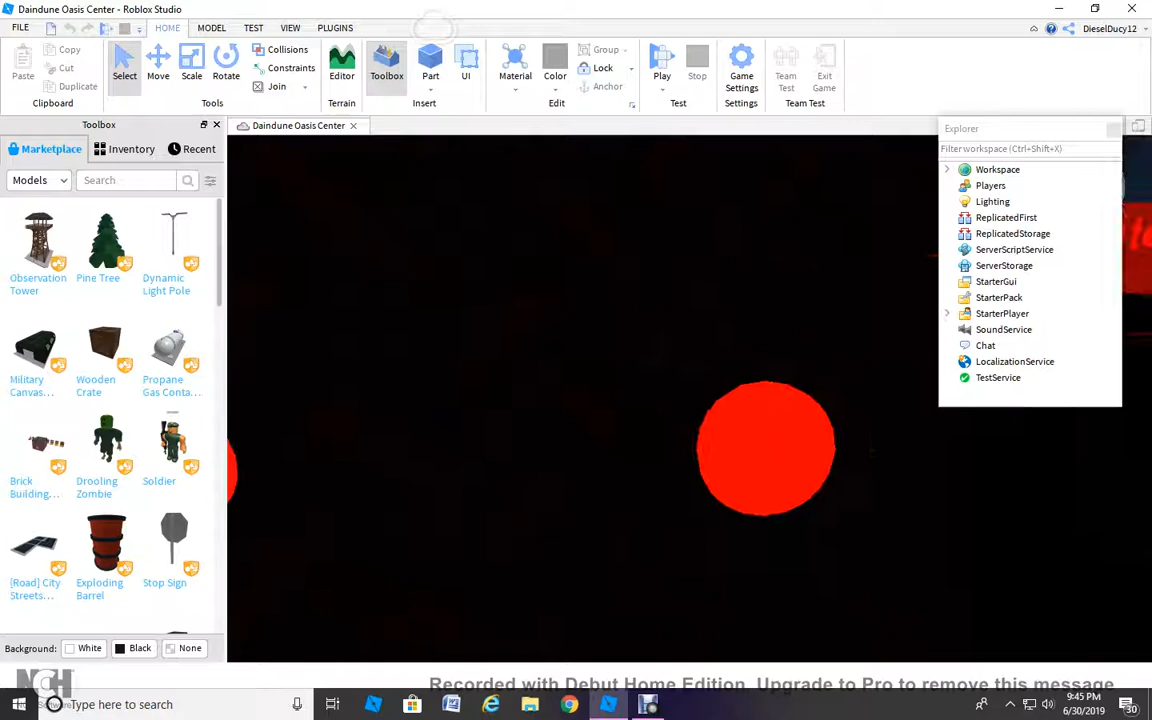 Daindune Oasis Center - Roblox Studio
FILE HOME MODEL TEST VIEW PLUGINS DieselDucy12
Paste Copy Cut Duplicate Clipboard
Select Move Scale Rotate Collisions Constraints Join Tools
Editor Terrain
Toolbox Part UI Insert
Material Color Group Lock Anchor Edit
Play Stop Test
Game Settings Settings
Team Test Exit Game Team Test
Toolbox
Daindune Oasis Center
Explorer
Marketplace Inventory Recent
Filter workspace (Ctrl+Shift+X)
Models Search
Workspace
Players
Lighting
ReplicatedFirst
ReplicatedStorage
ServerScriptService
ServerStorage
StarterGui
StarterPack
StarterPlayer
SoundService
Chat
LocalizationService
TestService
Observation Tower
Pine Tree
Dynamic Light Pole
Military Canvas...
Wooden Crate
Propane Gas Conta...
Brick Building,...
Drooling Zombie
Soldier
[Road] City Streets...
Exploding Barrel
Stop Sign
Background: White Black None
NCH
Recorded with Debut Home Edition. Upgrade to Pro to remove this message
Type here to search
9:45 PM
6/30/2019
30